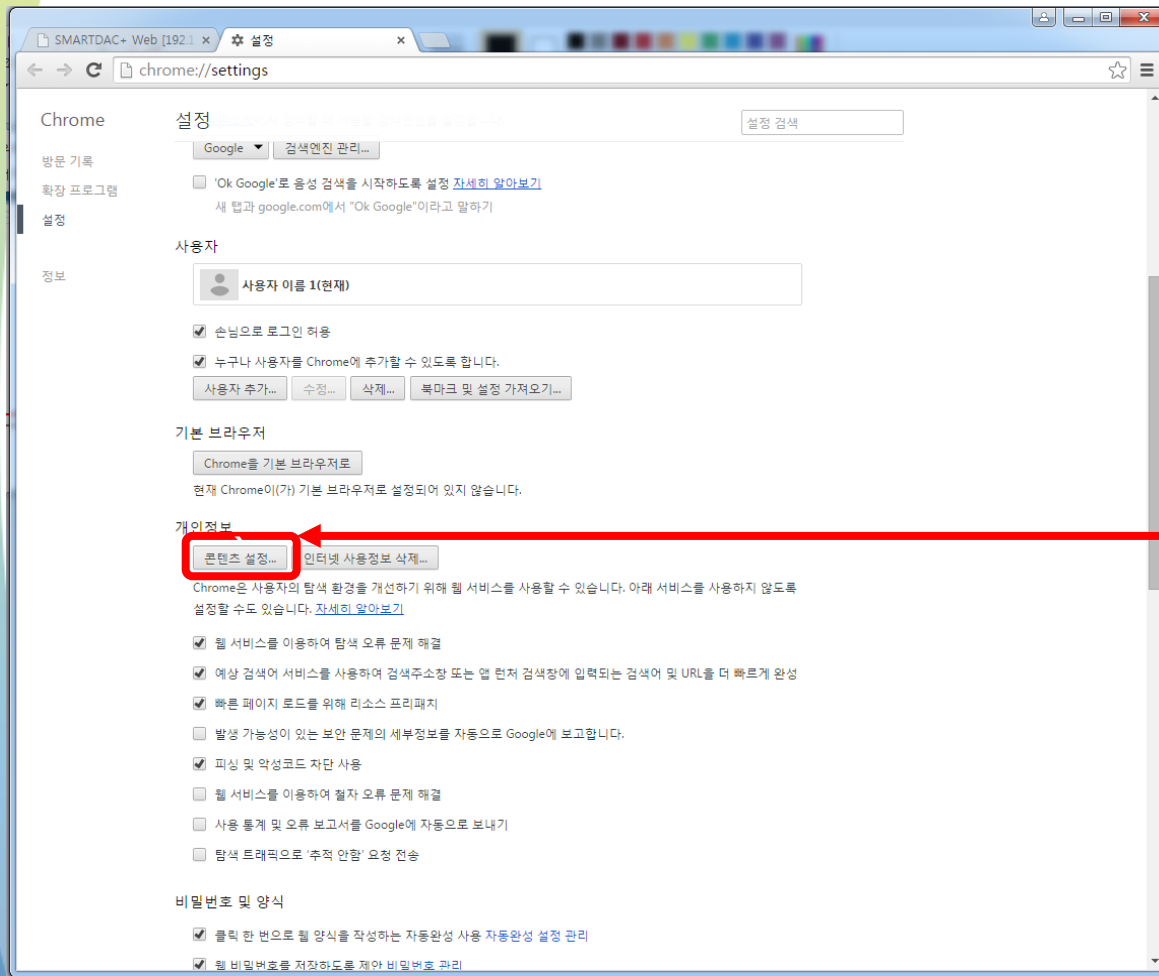 SMARTDAC+ Web [192.1
설정
chrome://settings
Chrome
설정
설정 검색
방문 기록
확장 프로그램
설정
정보
Google
검색엔진 관리...
'Ok Google'로 음성 검색을 시작하도록 설정 자세히 알아보기
새 탭과 google.com에서 "Ok Google"이라고 말하기
사용자
사용자 이름 1(현재)
손님으로 로그인 허용
누구나 사용자를 Chrome에 추가할 수 있도록 합니다.
사용자 추가... 수정... 삭제... 북마크 및 설정 가져오기...
기본 브라우저
Chrome을 기본 브라우저로
현재 Chrome이(가) 기본 브라우저로 설정되어 있지 않습니다.
개인정보
콘텐츠 설정... 인터넷 사용정보 삭제...
Chrome은 사용자의 탐색 환경을 개선하기 위해 웹 서비스를 사용할 수 있습니다. 아래 서비스를 사용하지 않도록
설정할 수도 있습니다. 자세히 알아보기
웹 서비스를 이용하여 탐색 오류 문제 해결
예상 검색어 서비스를 사용하여 검색주소창 또는 앱 런처 검색창에 입력되는 검색어 및 URL을 더 빠르게 완성
빠른 페이지 로드를 위해 리소스 프리패치
발생 가능성이 있는 보안 문제의 세부정보를 자동으로 Google에 보고합니다.
피싱 및 악성코드 차단 사용
웹 서비스를 이용하여 철자 오류 문제 해결
사용 통계 및 오류 보고서를 Google에 자동으로 보내기
탐색 트래픽으로 '추적 안함' 요청 전송
비밀번호 및 양식
클릭 한 번으로 웹 양식을 작성하는 자동완성 사용 자동완성 설정 관리
웹 비밀번호를 저장하도록 제안 비밀번호 관리